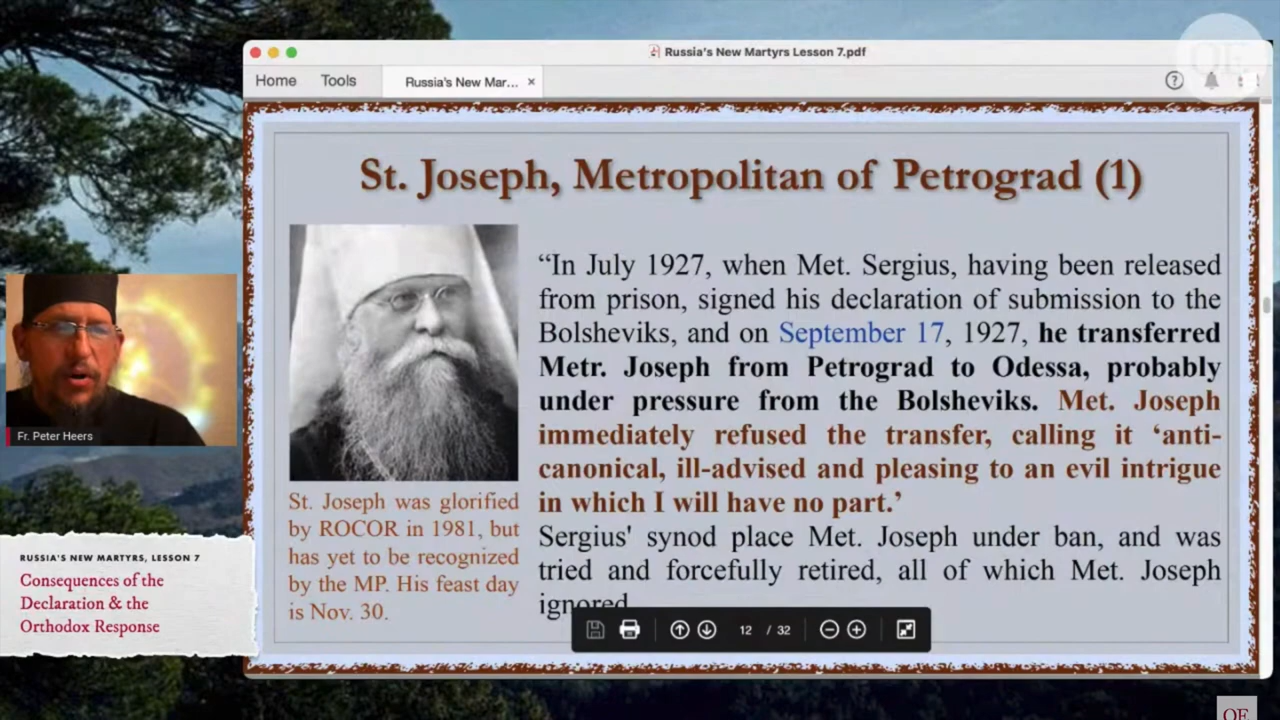 OE
Russia's New Martyrs Lesson 7.pdf
Home Tools Russia's New Mar... ×
St. Joseph, Metropolitan of Petrograd (1)
“In July 1927, when Met. Sergius, having been released
from prison, signed his declaration of submission to the
Bolsheviks, and on September 17, 1927, he transferred
Metr. Joseph from Petrograd to Odessa, probably
under pressure from the Bolsheviks. Met. Joseph
immediately refused the transfer, calling it ‘anti-
canonical, ill-advised and pleasing to an evil intrigue
in which I will have no part.’
Sergius' synod place Met. Joseph under ban, and was
tried and forcefully retired, all of which Met. Joseph
ignored.
St. Joseph was glorified
by ROCOR in 1981, but
has yet to be recognized
by the MP. His feast day
is Nov. 30.
12 / 32
Fr. Peter Heers
RUSSIA'S NEW MARTYRS, LESSON 7
Consequences of the
Declaration & the
Orthodox Response
OE